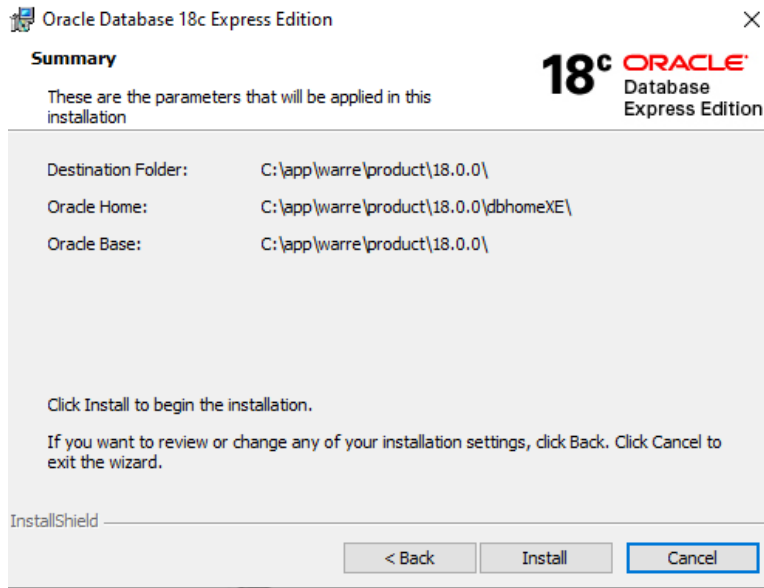 Oracle Database 18c Express Edition
Summary
These are the parameters that will be applied in this
installation
18c ORACLE
Database
Express Edition
Destination Folder: C:\app\warre\product\18.0.0\
Oracle Home: C:\app\warre\product\18.0.0\dbhomeXE\
Oracle Base: C:\app\warre\product\18.0.0\
Click Install to begin the installation.
If you want to review or change any of your installation settings, click Back. Click Cancel to
exit the wizard.
InstallShield
< Back Install Cancel